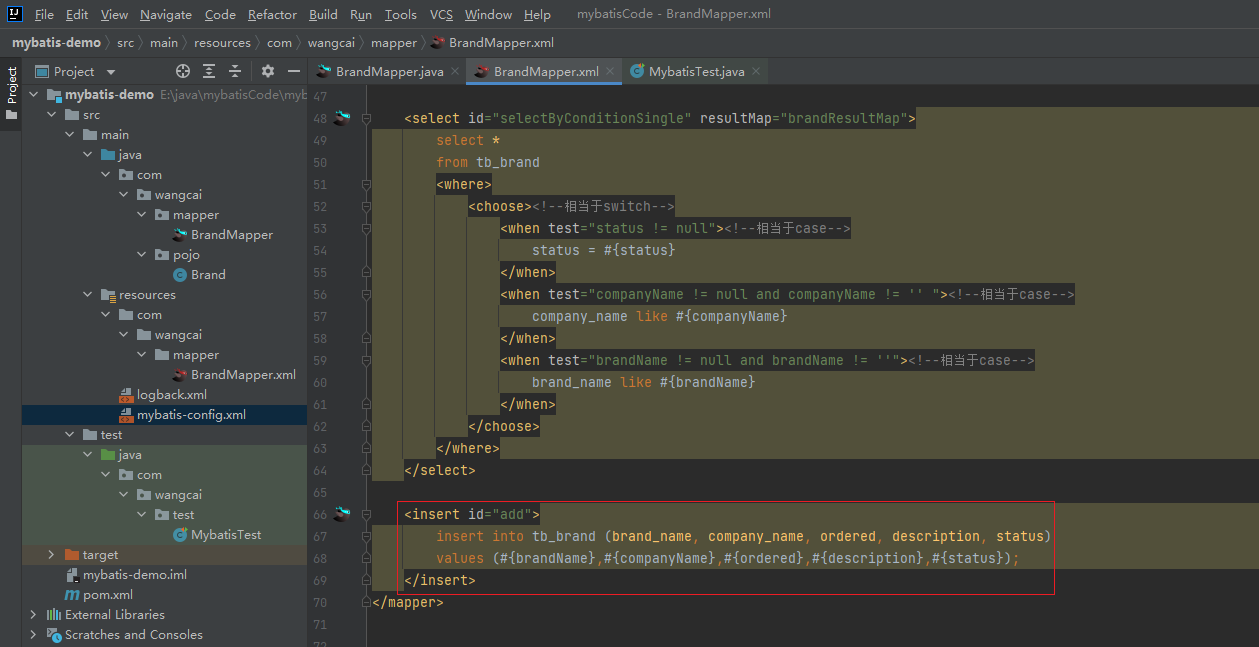 File Edit View Navigate Code Refactor Build Run Tools VCS Window Help mybatisCode - BrandMapper.xml
mybatis-demo src main resources com wangcai mapper BrandMapper.xml
Project
Project
BrandMapper.java BrandMapper.xml MybatisTest.java
mybatis-demo E:\java\mybatisCode\myb
src
main
java
com
wangcai
mapper
BrandMapper
pojo
Brand
resources
com
wangcai
mapper
BrandMapper.xml
logback.xml
mybatis-config.xml
test
java
com
wangcai
test
MybatisTest
target
mybatis-demo.iml
pom.xml
External Libraries
Scratches and Consoles
47
48 <select id="selectByConditionSingle" resultMap="brandResultMap">
49 select *
50 from tb_brand
51 <where>
52 <choose><!--相当于switch-->
53 <when test="status != null"><!--相当于case-->
54 status = #{status}
55 </when>
56 <when test="companyName != null and companyName != '' "><!--相当于case-->
57 company_name like #{companyName}
58 </when>
59 <when test="brandName != null and brandName != ''"><!--相当于case-->
60 brand_name like #{brandName}
61 </when>
62 </choose>
63 </where>
64 </select>
65
66 <insert id="add">
67 insert into tb_brand (brand_name, company_name, ordered, description, status)
68 values (#{brandName},#{companyName},#{ordered},#{description},#{status});
69 </insert>
70 </mapper>
71
72